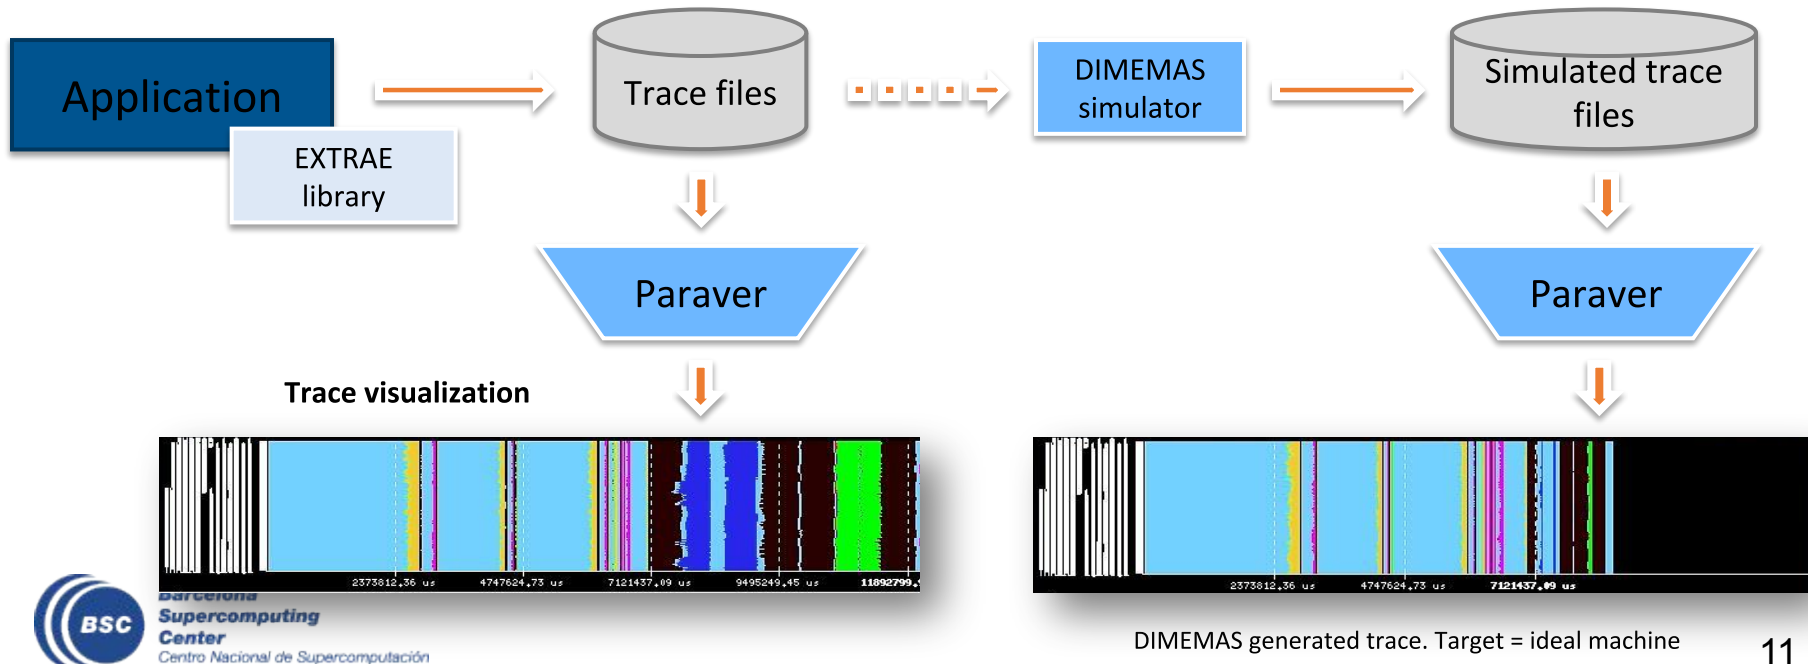 Application
EXTRAE
library
Trace files
DIMEMAS
simulator
Simulated trace
files
Paraver
Paraver
Trace visualization
2373812,36 us
4747624,73 us
7121437,09 us
9495249,45 us
11892799,
2373812,36 us
4747624,73 us
7121437,09 us
BSC
Barcelona
Supercomputing
Center
Centro Nacional de Supercomputación
DIMEMAS generated trace. Target = ideal machine
11